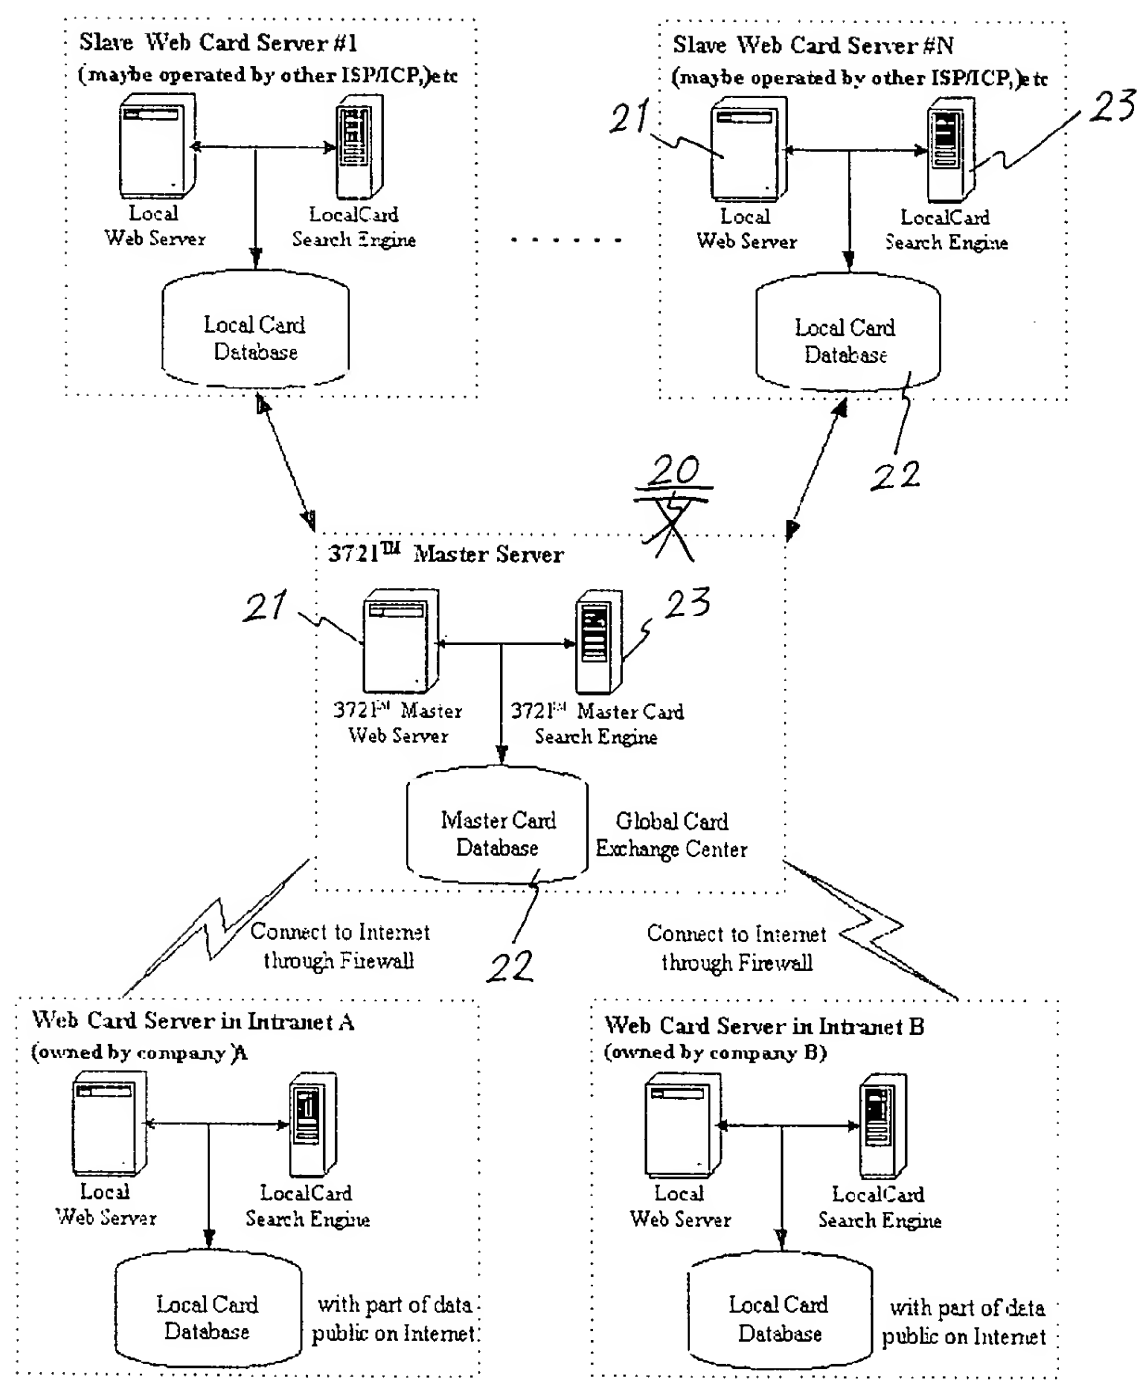 Slave Web Card Server #1
(maybe operated by other ISP/ICP,)etc
Local
Web Server
LocalCard
Search Engine
Local Card
Database
. . . . . .
Slave Web Card Server #N
(maybe operated by other ISP/ICP,)etc
21
23
Local
Web Server
LocalCard
Search Engine
Local Card
Database
22
20
3721™ Master Server
21
23
3721™ Master
Web Server
3721™ Master Card
Search Engine
Master Card
Database
Global Card
Exchange Center
22
Connect to Internet
through Firewall
Connect to Internet
through Firewall
Web Card Server in Intranet A
(owned by company )A
Local
Web Server
LocalCard
Search Engine
Local Card
Database
with part of data
public on Internet
Web Card Server in Intranet B
(owned by company B)
Local
Web Server
LocalCard
Search Engine
Local Card
Database
with part of data
public on Internet